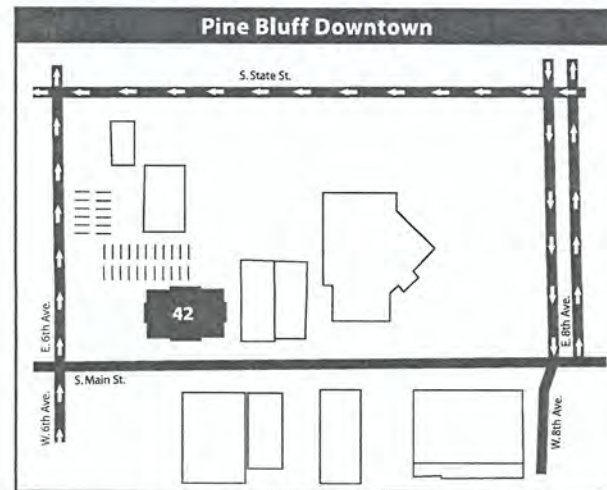 Pine Bluff Downtown
S. State St.
E. 6th Ave.
42
E. 8th Ave.
S. Main St.
W. 6th Ave.
W. 8th Ave.